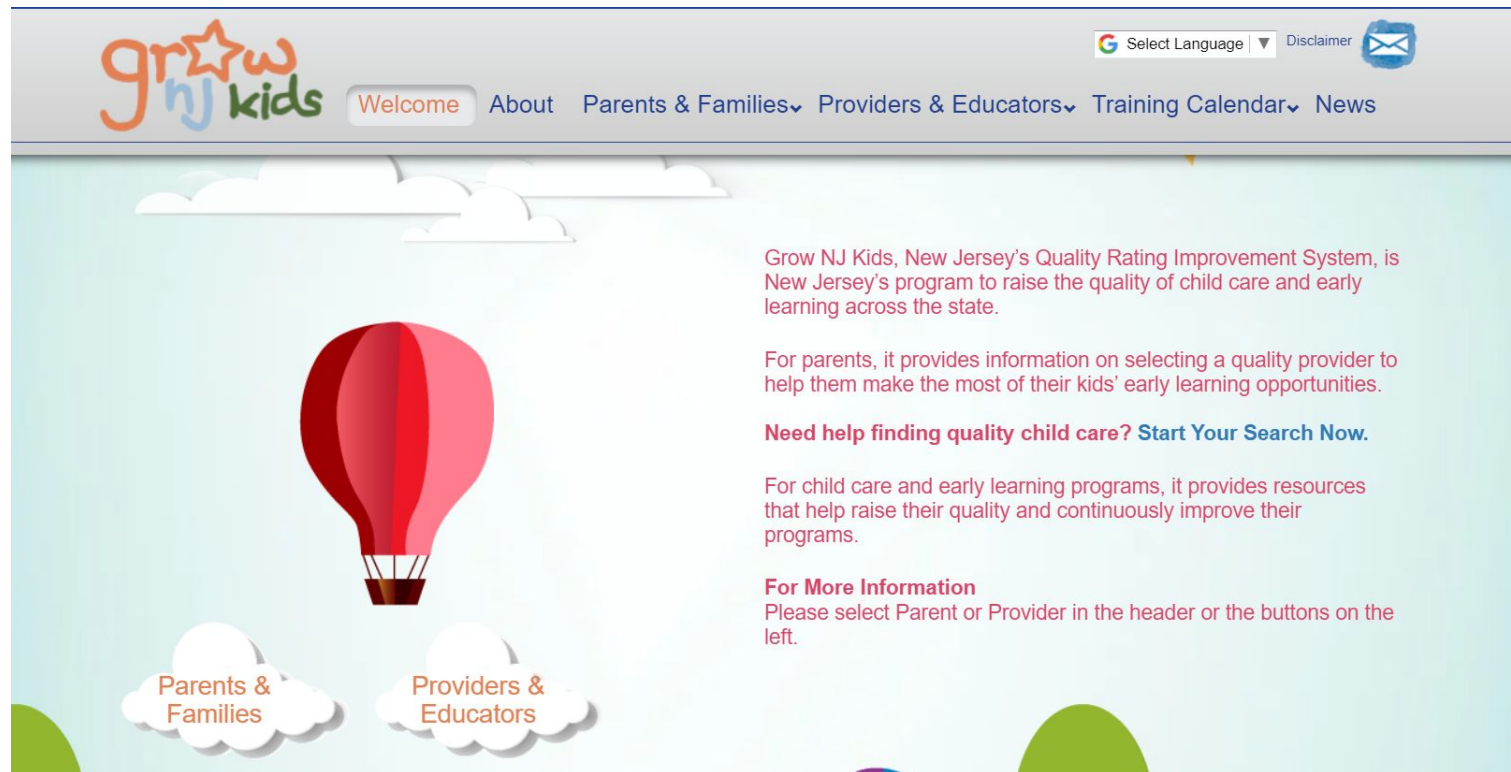 grow
nj kids
Select Language ▼
Disclaimer
Welcome About Parents & Families Providers & Educators Training Calendar News
Grow NJ Kids, New Jersey’s Quality Rating Improvement System, is
New Jersey’s program to raise the quality of child care and early
learning across the state.
For parents, it provides information on selecting a quality provider to
help them make the most of their kids’ early learning opportunities.
Need help finding quality child care? Start Your Search Now.
For child care and early learning programs, it provides resources
that help raise their quality and continuously improve their
programs.
For More Information
Please select Parent or Provider in the header or the buttons on the
left.
Parents &
Families
Providers &
Educators